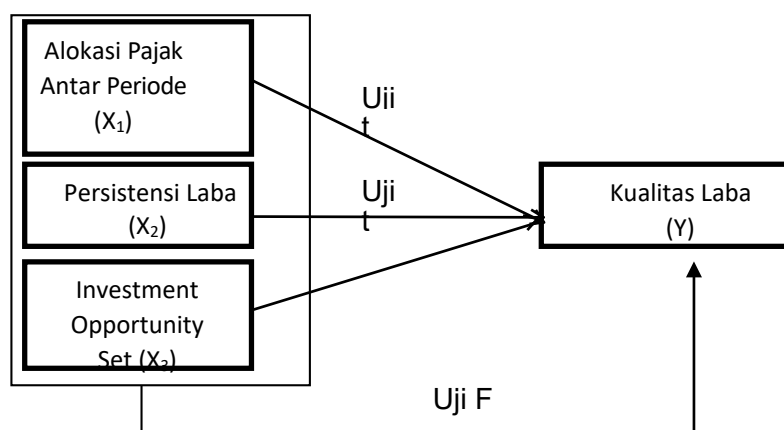 Alokasi Pajak
Antar Periode
(X₁)
Uji
t
Persistensi Laba
(X₂)
Uji
t
Kualitas Laba
(Y)
Investment
Opportunity
Set (X₃)
Uji F